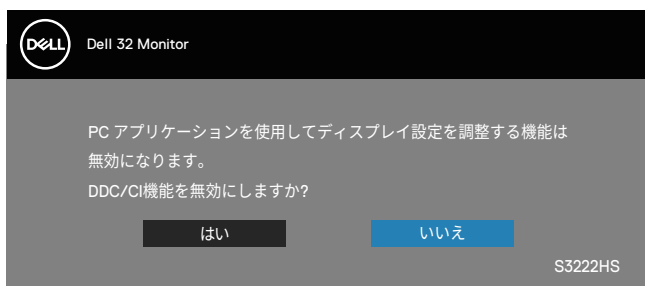 DELL
Dell 32 Monitor
PC アプリケーションを使用してディスプレイ設定を調整する機能は
無効になります。
DDC/CI機能を無効にしますか?
はい
いいえ
S3222HS